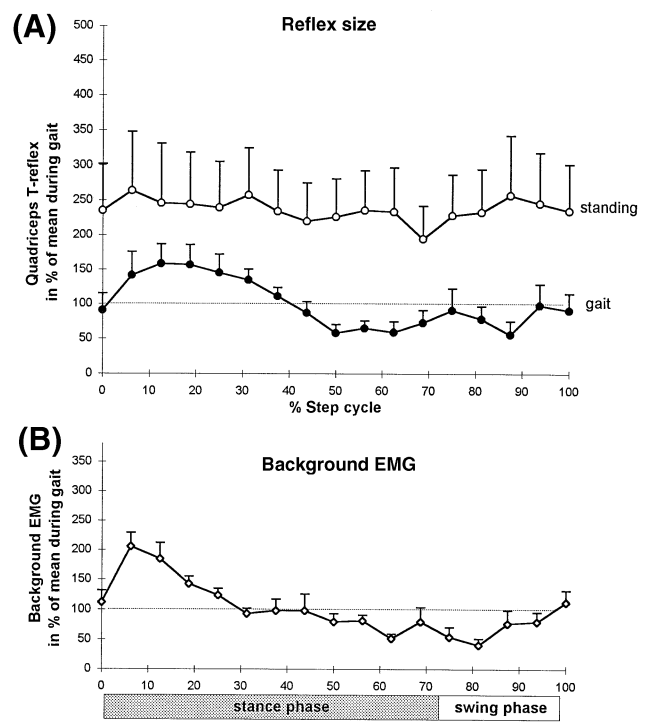 (A)
Reflex size
Quadriceps T-reflex
in % of mean during gait
500
450
400
350
300
250
200
150
100
50
0
standing
gait
0 10 20 30 40 50 60 70 80 90 100
% Step cycle
(B)
Background EMG
Background EMG
in % of mean during gait
350
300
250
200
150
100
50
0
0 10 20 30 40 50 60 70 80 90 100
stance phase swing phase